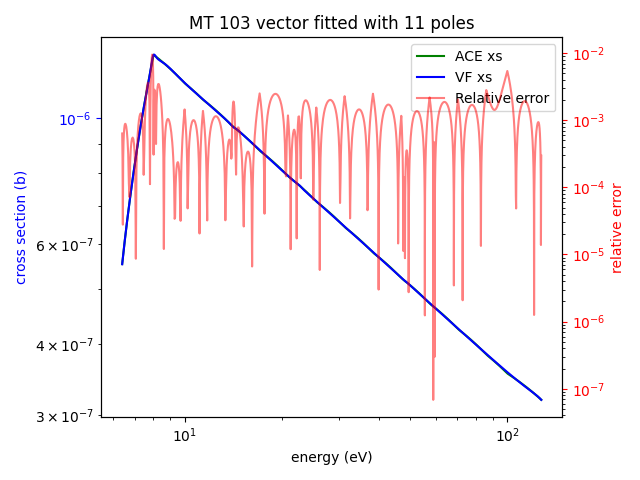 MT 103 vector fitted with 11 poles
ACE xs
VF xs
Relative error
cross section (b)
10⁻⁶
6 × 10⁻⁷
4 × 10⁻⁷
3 × 10⁻⁷
10⁻²
10⁻³
10⁻⁴
10⁻⁵
10⁻⁶
10⁻⁷
relative error
10¹
10²
energy (eV)